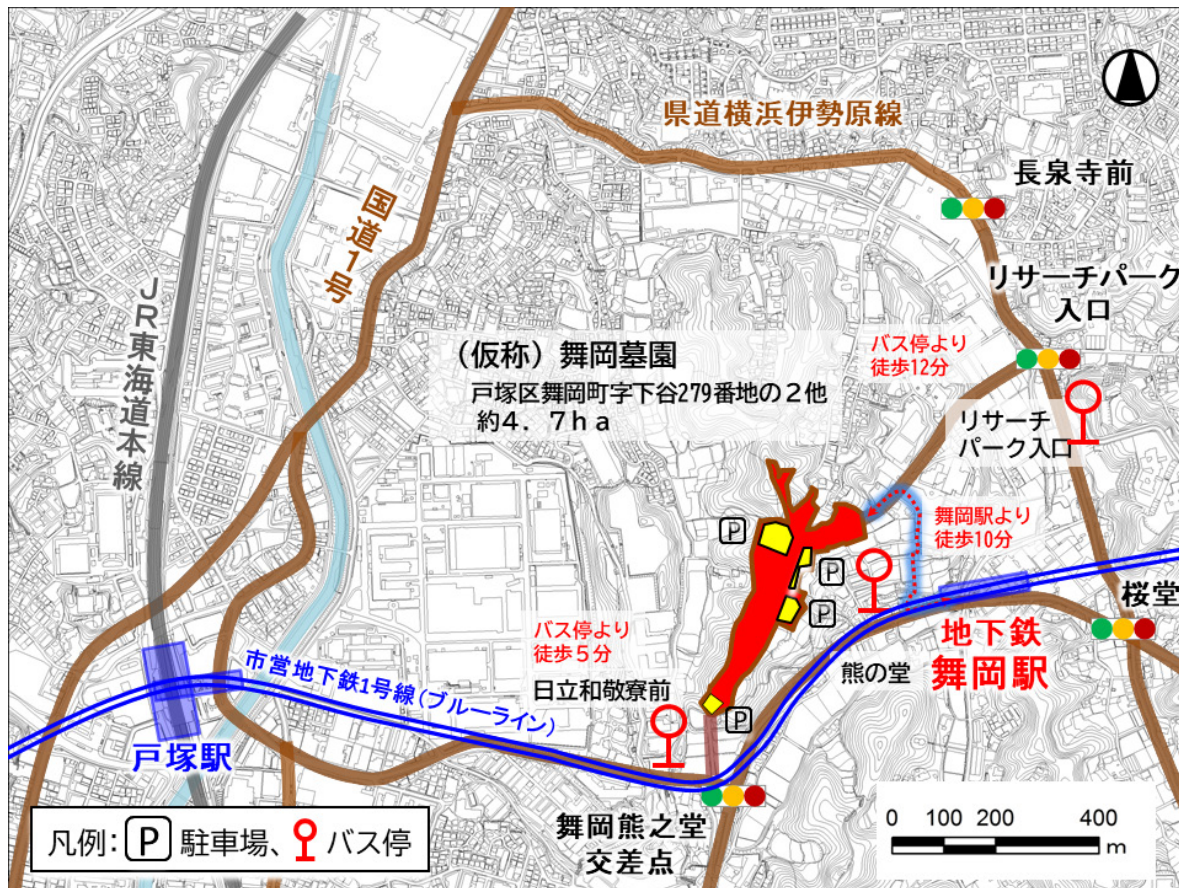 県道横浜伊勢原線
長泉寺前
国道1号
JR東海道本線
リサーチパーク
入口
(仮称)舞岡墓園
戸塚区舞岡町字下谷279番地の2他
約4.7ha
バス停より
徒歩12分
リサーチ
パーク入口
舞岡駅より
徒歩10分
P
P
P
桜堂
地下鉄
舞岡駅
熊の堂
バス停より
徒歩5分
日立和敬寮前
P
市営地下鉄1号線(ブルーライン)
戸塚駅
舞岡熊之堂
交差点
凡例:P駐車場、バス停
0 100 200 400
m